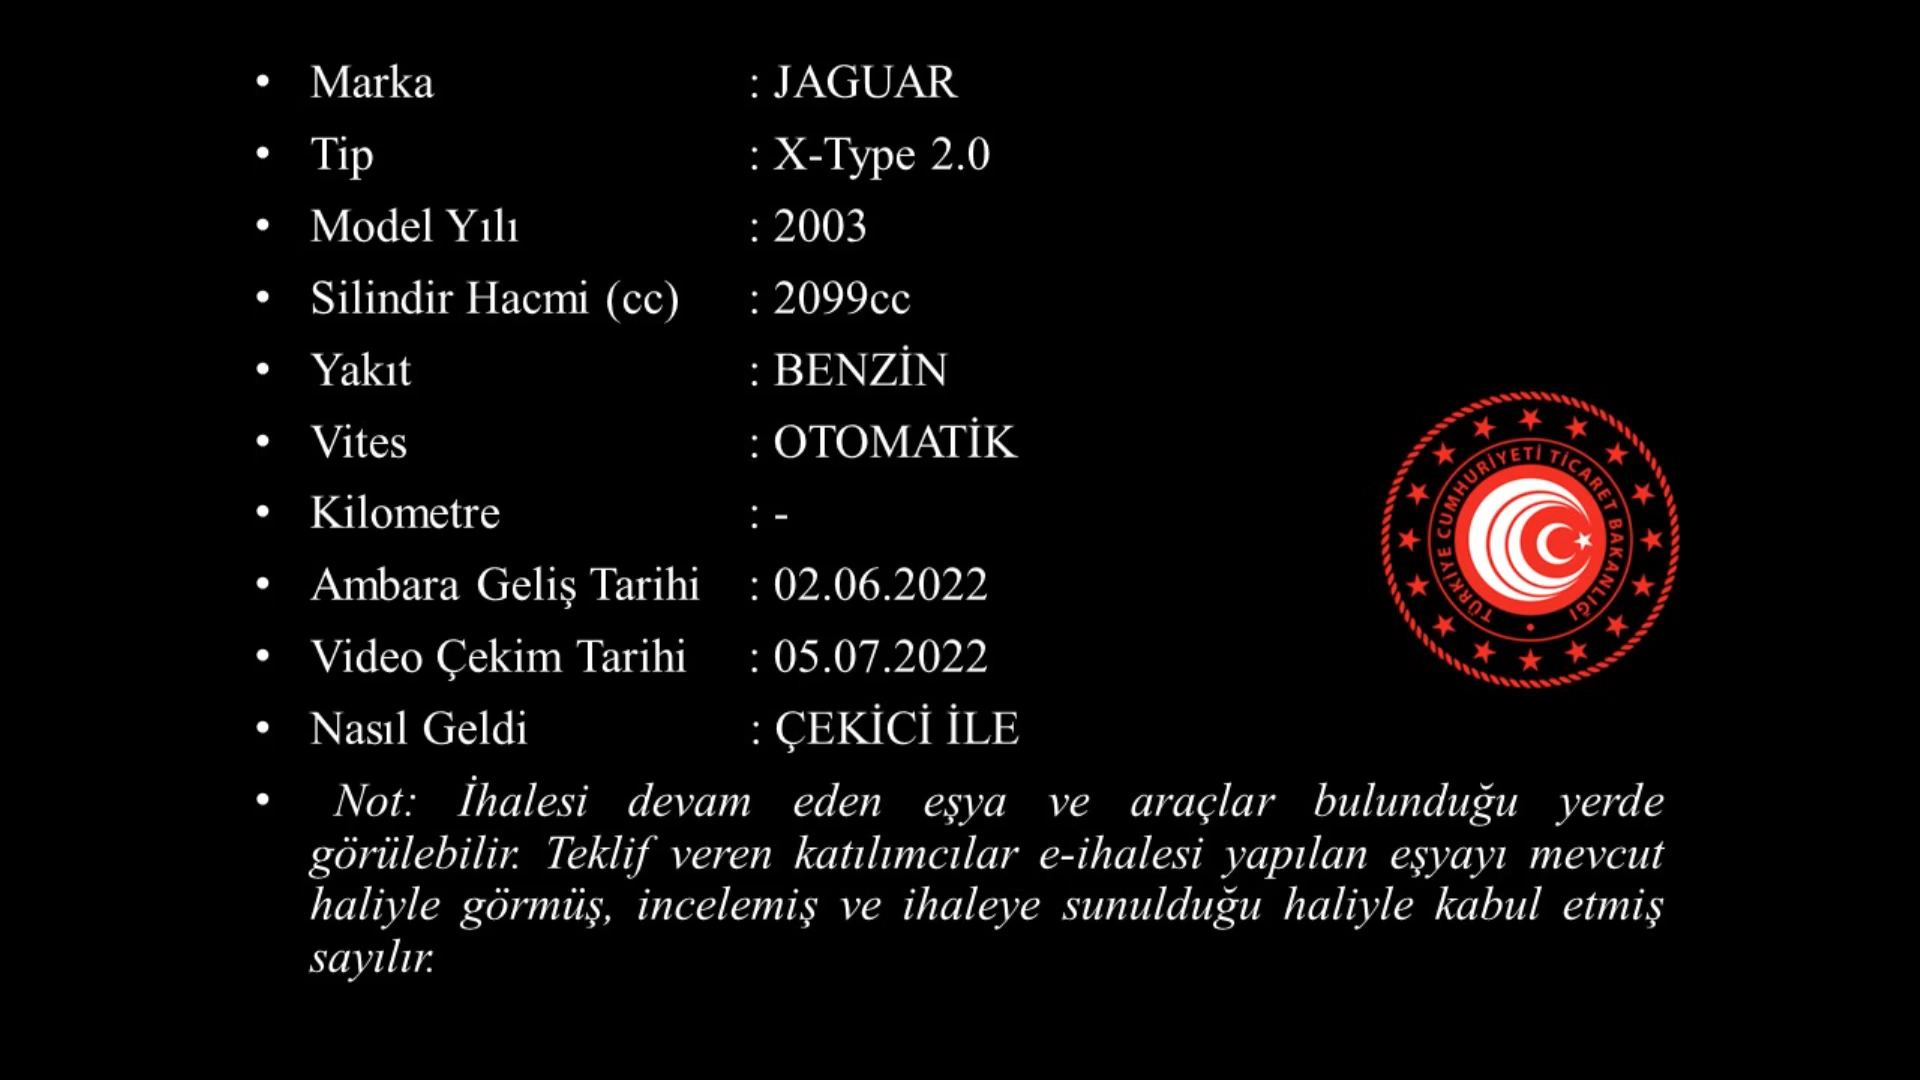 • Marka : JAGUAR
• Tip : X-Type 2.0
• Model Yılı : 2003
• Silindir Hacmi (cc) : 2099cc
• Yakıt : BENZİN
• Vites : OTOMATİK
• Kilometre : -
• Ambara Geliş Tarihi : 02.06.2022
• Video Çekim Tarihi : 05.07.2022
• Nasıl Geldi : ÇEKİCİ İLE
• Not: İhalesi devam eden eşya ve araçlar bulunduğu yerde
görülebilir. Teklif veren katılımcılar e-ihalesi yapılan eşyayı mevcut
haliyle görmüş, incelemiş ve ihaleye sunulduğu haliyle kabul etmiş
sayılır.
TÜRKİYE CUMHURİYETİ TİCARET BAKANLIĞI